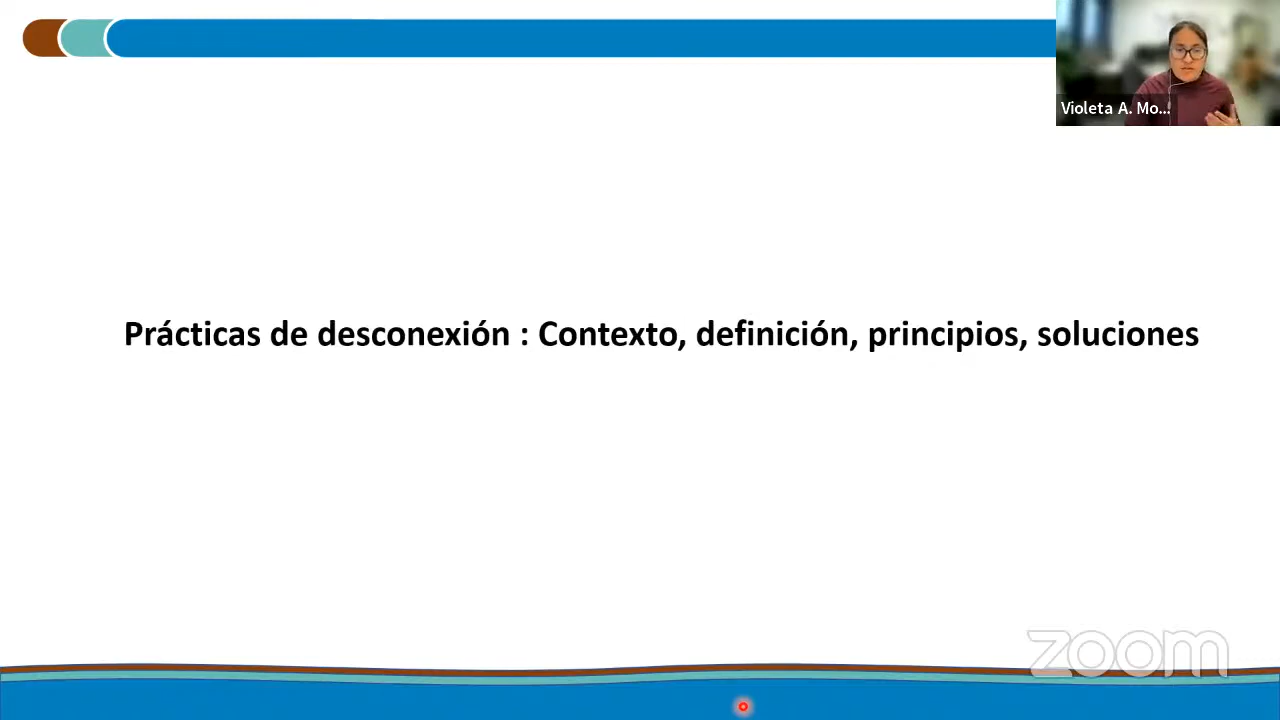 Violeta A. Mo...
Prácticas de desconexión : Contexto, definición, principios, soluciones
zoom